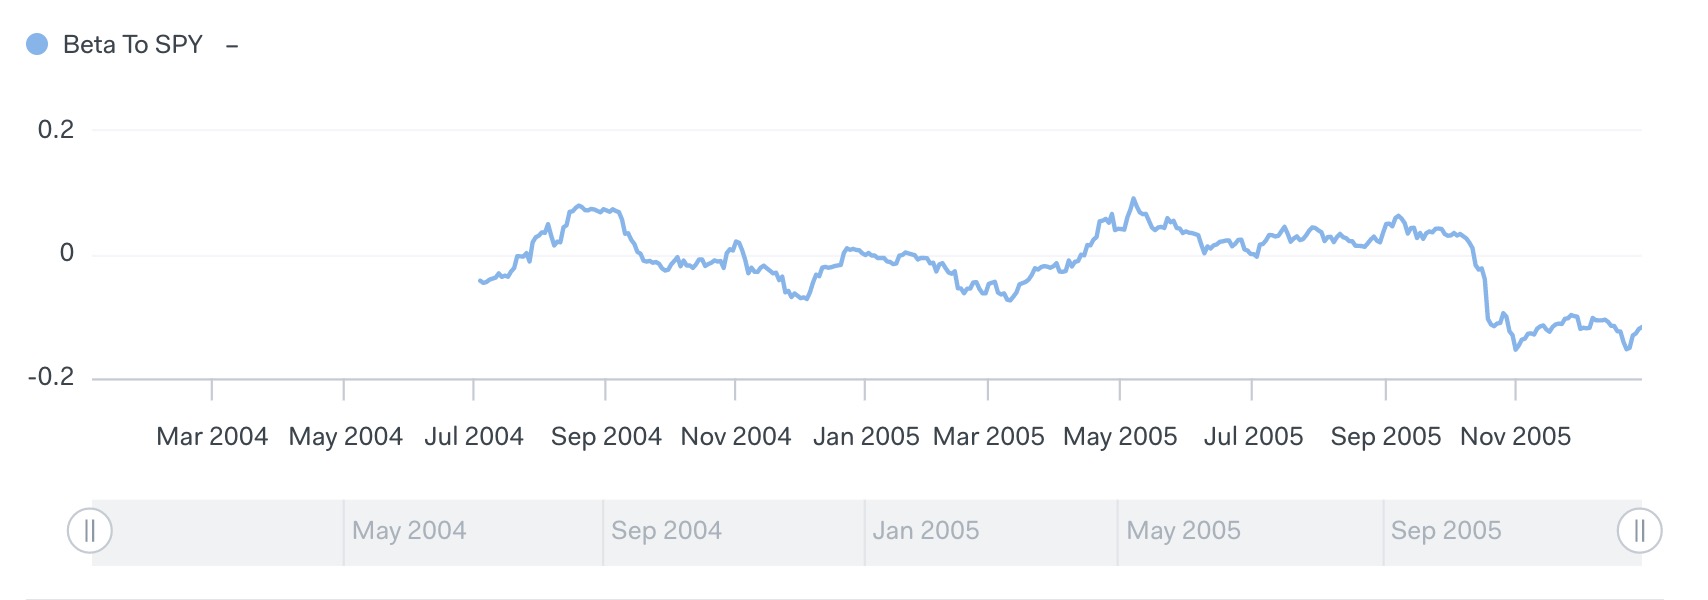 Beta To SPY –
0.2
0
-0.2
Mar 2004 May 2004 Jul 2004 Sep 2004 Nov 2004 Jan 2005 Mar 2005 May 2005 Jul 2005 Sep 2005 Nov 2005
May 2004 Sep 2004 Jan 2005 May 2005 Sep 2005